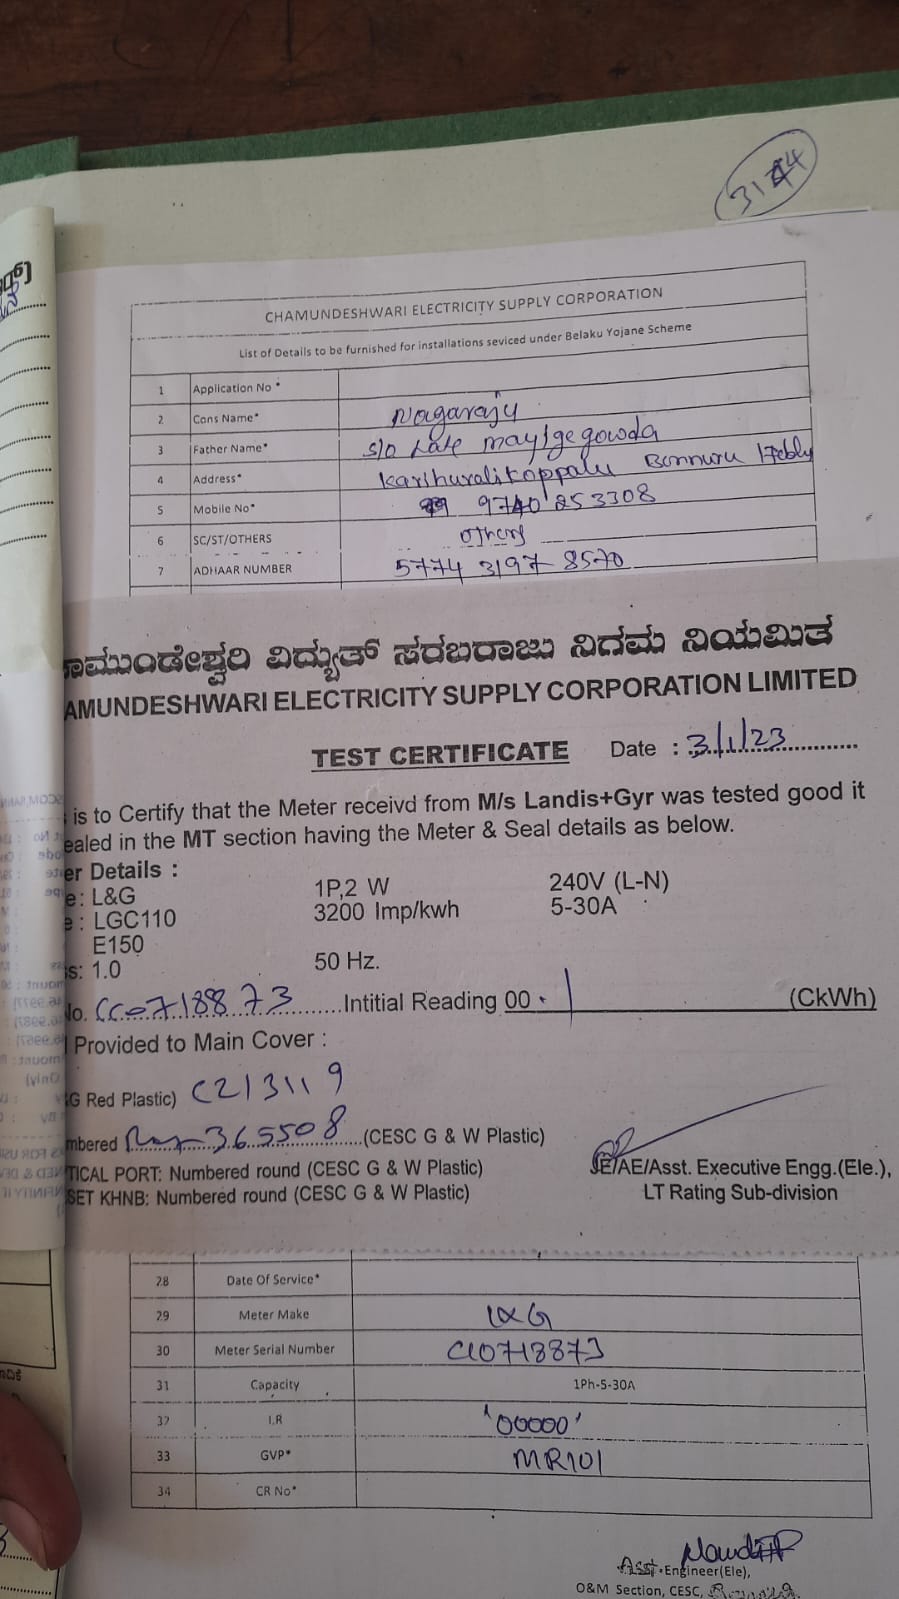 3174
CHAMUNDESHWARI ELECTRICITY SUPPLY CORPORATION
List of Details to be furnished for installations seviced under Belaku Yojane Scheme
1 Application No *
2 Cons Name* Nagaraju
3 Father Name* S/o Late mayigegowda
4 Address* Karihuralikoppalu Bannuru Hobly
5 Mobile No* 9740253308
6 SC/ST/OTHERS others
7 ADHAAR NUMBER 5774 3197 8570
ಾಮುಂಡೇಶ್ವರಿ ವಿದ್ಯುತ್ ಸರಬರಾಜು ನಿಗಮ ನಿಯಮಿತ
AMUNDESHWARI ELECTRICITY SUPPLY CORPORATION LIMITED
TEST CERTIFICATE Date : 3/1/23
is to Certify that the Meter receivd from M/s Landis+Gyr was tested good it
ealed in the MT section having the Meter & Seal details as below.
er Details :
e: L&G 1P,2 W 240V (L-N)
e : LGC110 3200 Imp/kwh 5-30A
E150
s: 1.0 50 Hz.
No. CC0718873 Intitial Reading 00 . 1 (CkWh)
Provided to Main Cover :
G Red Plastic) C213119
mbered 365508 (CESC G & W Plastic)
TICAL PORT: Numbered round (CESC G & W Plastic)
SET KHNB: Numbered round (CESC G & W Plastic)
JE/AE/Asst. Executive Engg.(Ele.),
LT Rating Sub-division
28 Date Of Service*
29 Meter Make L&G
30 Meter Serial Number CC0718873
31 Capacity 1Ph-5-30A
32 I.R '00000'
33 GVP* MR101
34 CR No*
Asst.Engineer(Ele),
O&M Section, CESC,